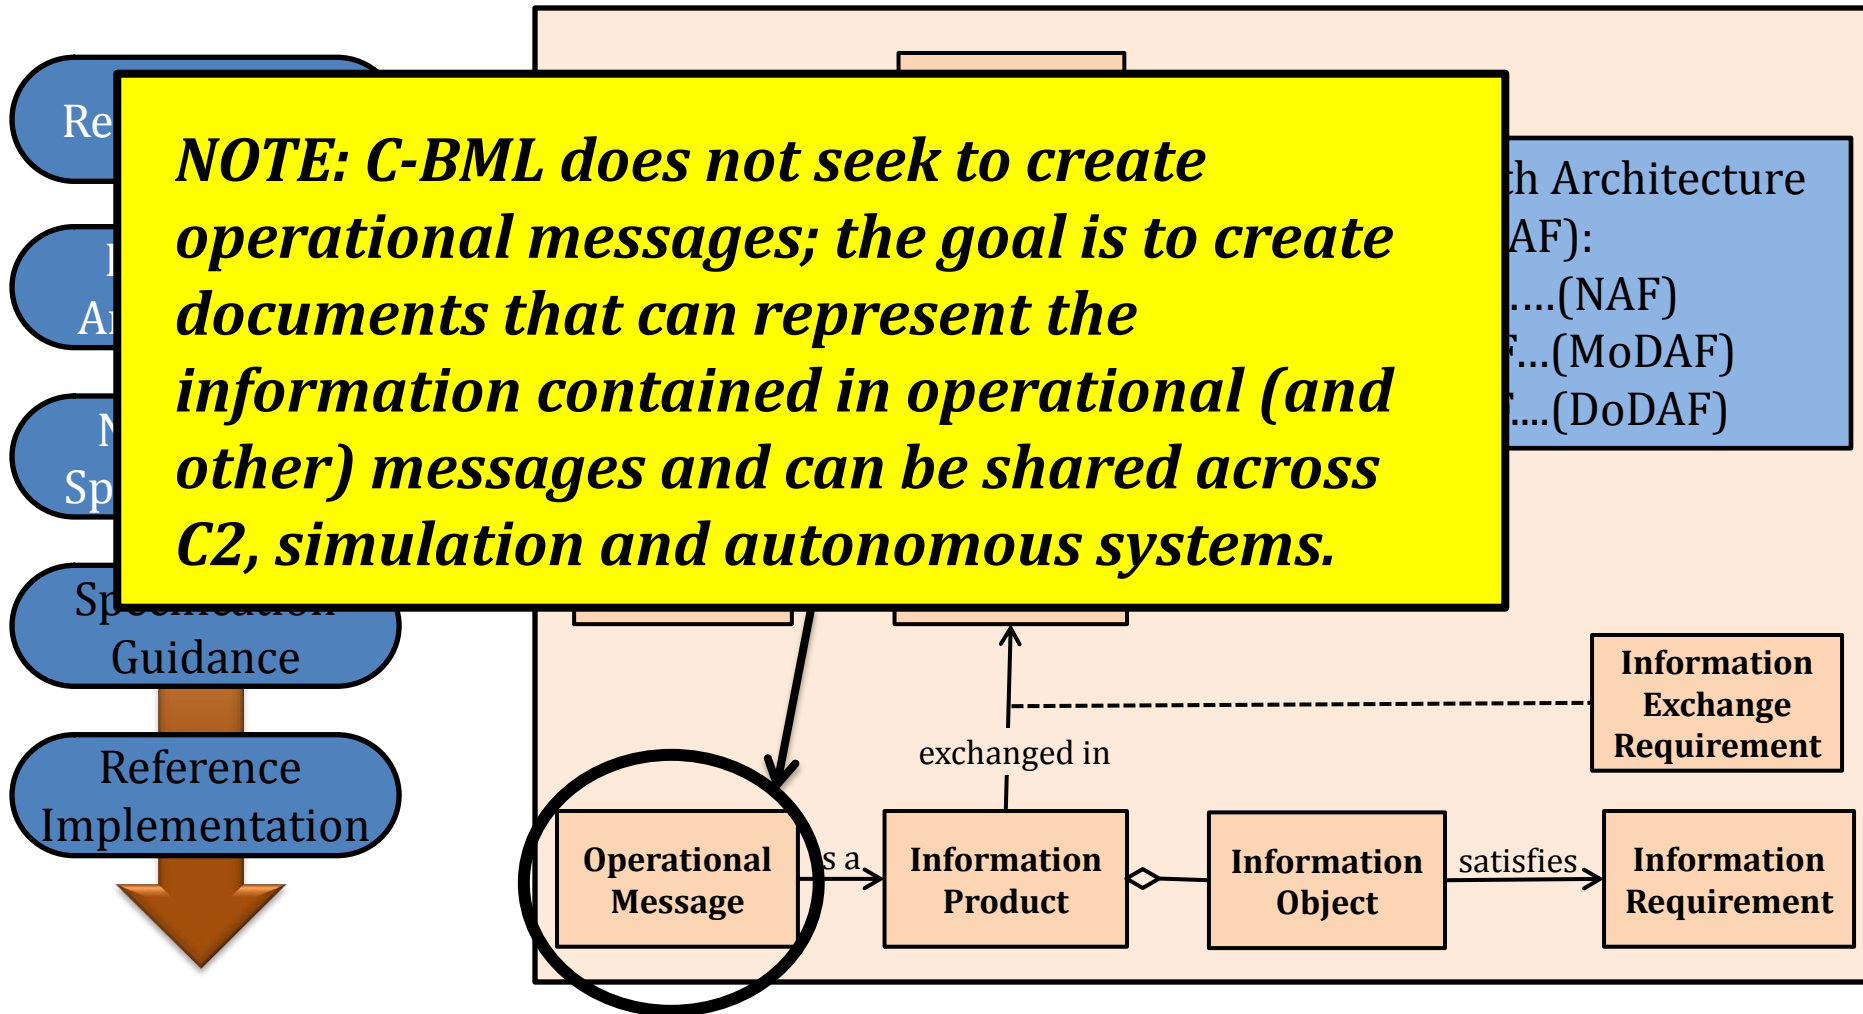 NOTE: C-BML does not seek to create
operational messages; the goal is to create
documents that can represent the
information contained in operational (and
other) messages and can be shared across
C2, simulation and autonomous systems.
Architecture
AF):
(NAF)
...(MoDAF)
....(DoDAF)
Guidance
Reference
Implementation
exchanged in
Information
Exchange
Requirement
Operational
Message
s a
Information
Product
Information
Object
satisfies
Information
Requirement